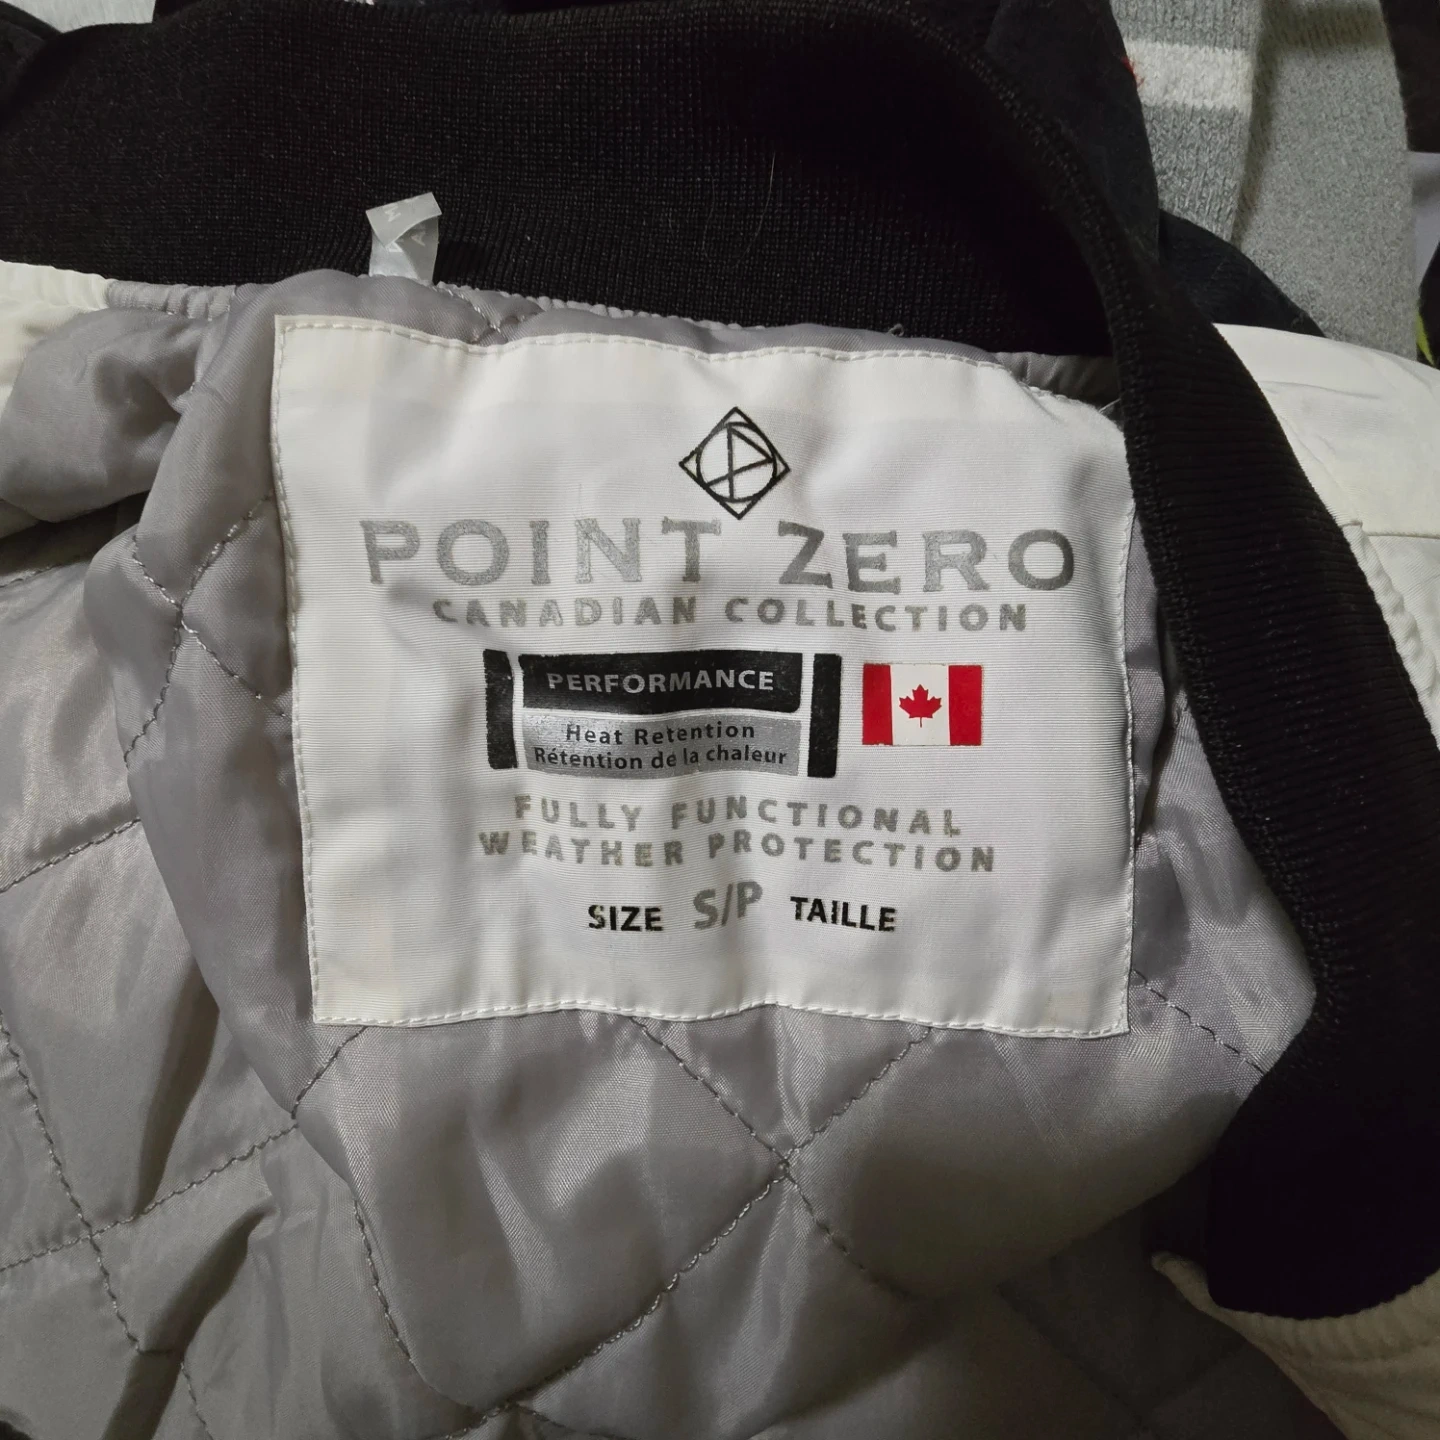 POINT ZERO
CANADIAN COLLECTION
PERFORMANCE
Heat Retention
Rétention de la chaleur
FULLY FUNCTIONAL
WEATHER PROTECTION
SIZE S/P TAILLE